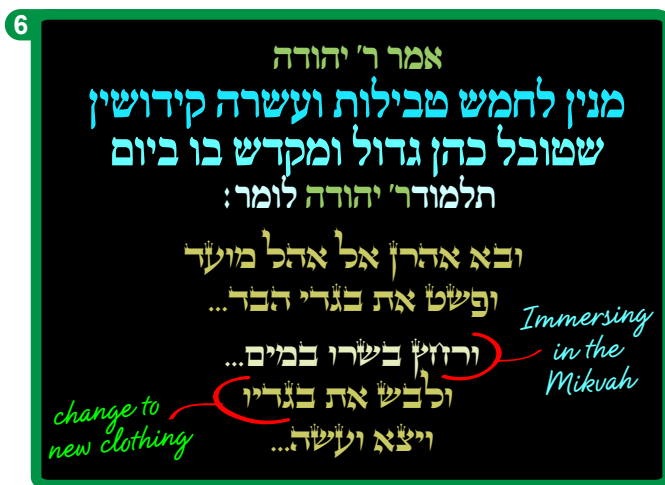 6
אמר ר' יהודה
מנין לחמש טבילות ועשרה קידושין
שטובל כהן גדול ומקדש בו ביום
תלמודר' יהודה לומר:
ובא אהרן אל אהל מועד
ופשט את בגדי הבד...
ורחץ בשרו במים...
Immersing
in the
Mikvah
ולבש את בגדיו
change to
new clothing
ויצא ועשה...